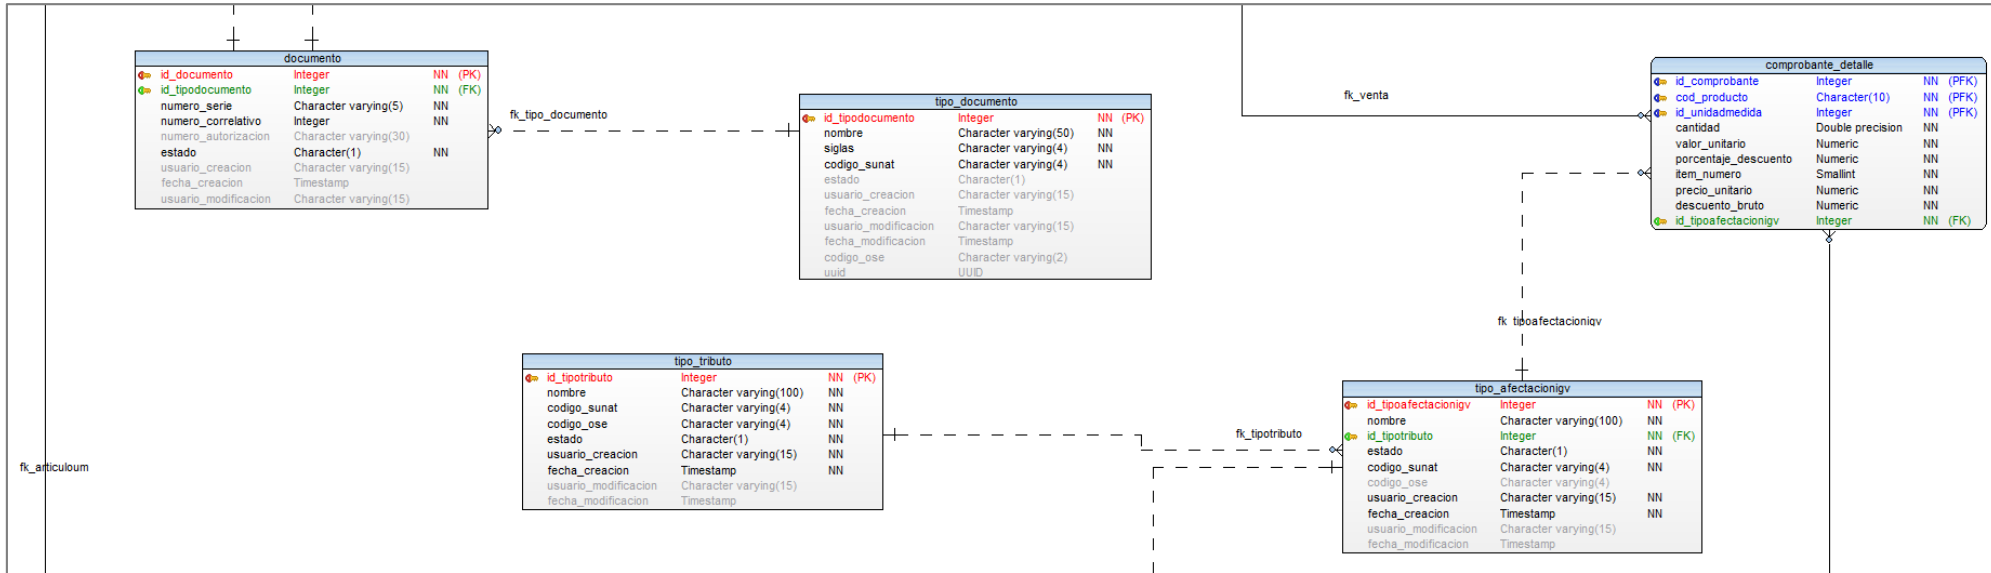 documento
id_documento Integer NN (PK)
id_tipodocumento Integer NN (FK)
numero_serie Character varying(5) NN
numero_correlativo Integer NN
numero_autorizacion Character varying(30)
estado Character(1) NN
usuario_creacion Character varying(15)
fecha_creacion Timestamp
usuario_modificacion Character varying(15)
fk_tipo_documento
tipo_documento
id_tipodocumento Integer NN (PK)
nombre Character varying(50) NN
siglas Character varying(4) NN
codigo_sunat Character varying(4) NN
estado Character(1)
usuario_creacion Character varying(15)
fecha_creacion Timestamp
usuario_modificacion Character varying(15)
fecha_modificacion Timestamp
codigo_ose Character varying(2)
uuid UUID
fk_venta
comprobante_detalle
id_comprobante Integer NN (PFK)
cod_producto Character(10) NN (PFK)
id_unidadmedida Integer NN (PFK)
cantidad Double precision NN
valor_unitario Numeric NN
porcentaje_descuento Numeric NN
item_numero Smallint NN
precio_unitario Numeric NN
descuento_bruto Numeric NN
id_tipoafectacionigv Integer NN (FK)
fk_tipoafectacionigv
tipo_tributo
id_tipotributo Integer NN (PK)
nombre Character varying(100) NN
codigo_sunat Character varying(4) NN
codigo_ose Character varying(4) NN
estado Character(1) NN
usuario_creacion Character varying(15) NN
fecha_creacion Timestamp NN
usuario_modificacion Character varying(15)
fecha_modificacion Timestamp
fk_tipotributo
tipo_afectacionigv
id_tipoafectacionigv Integer NN (PK)
nombre Character varying(100) NN
id_tipotributo Integer NN (FK)
estado Character(1) NN
codigo_sunat Character varying(4) NN
codigo_ose Character varying(4)
usuario_creacion Character varying(15) NN
fecha_creacion Timestamp NN
usuario_modificacion Character varying(15)
fecha_modificacion Timestamp
fk_articuloum